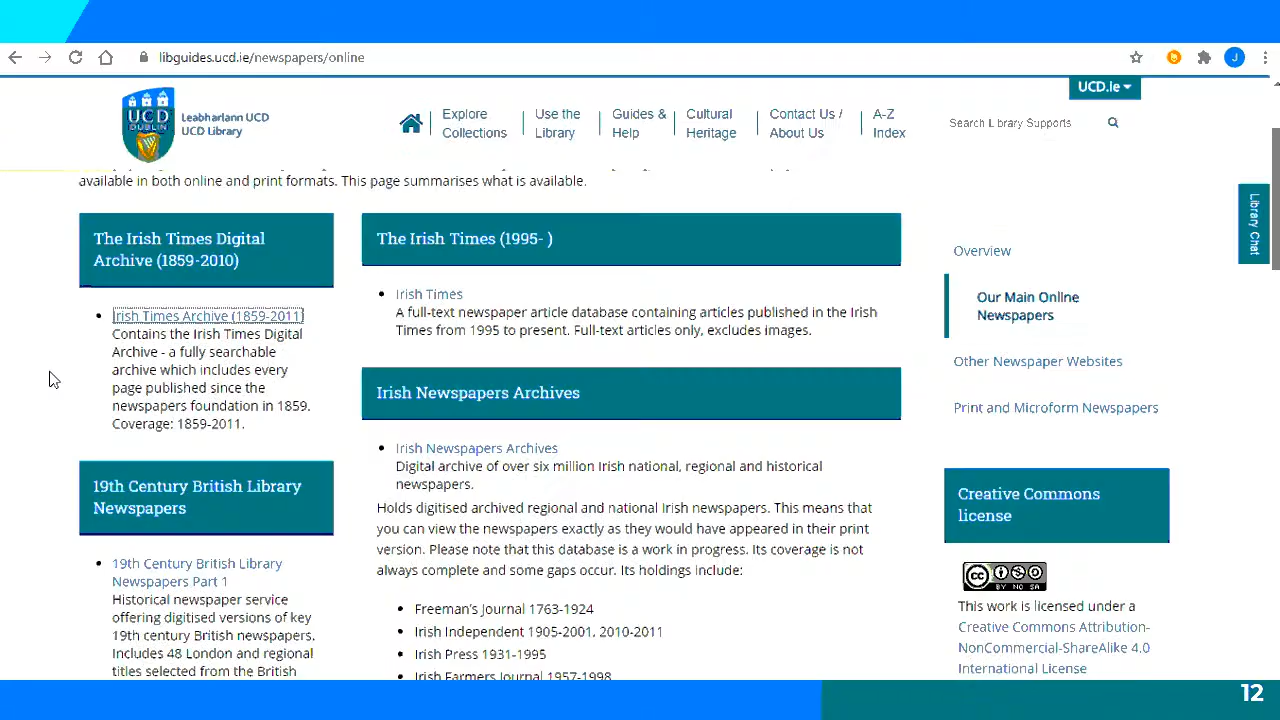 libguides.ucd.ie/newspapers/online
J
UCD.ie
UCD
DUBLIN
Leabharlann UCD
UCD Library
Explore
Collections
Use the
Library
Guides &
Help
Cultural
Heritage
Contact Us /
About Us
A-Z
Index
Search Library Supports
available in both online and print formats. This page summarises what is available.
The Irish Times Digital
Archive (1859-2010)
Irish Times Archive (1859-2011)
Contains the Irish Times Digital
Archive - a fully searchable
archive which includes every
page published since the
newspapers foundation in 1859.
Coverage: 1859-2011.
19th Century British Library
Newspapers
19th Century British Library
Newspapers Part 1
Historical newspaper service
offering digitised versions of key
19th century British newspapers.
Includes 48 London and regional
titles selected from the British
The Irish Times (1995- )
Irish Times
A full-text newspaper article database containing articles published in the Irish
Times from 1995 to present. Full-text articles only, excludes images.
Irish Newspapers Archives
Irish Newspapers Archives
Digital archive of over six million Irish national, regional and historical
newspapers.
Holds digitised archived regional and national Irish newspapers. This means that
you can view the newspapers exactly as they would have appeared in their print
version. Please note that this database is a work in progress. Its coverage is not
always complete and some gaps occur. Its holdings include:
Freeman's Journal 1763-1924
Irish Independent 1905-2001, 2010-2011
Irish Press 1931-1995
Irish Farmers Journal 1957-1998
Library Chat
Overview
Our Main Online
Newspapers
Other Newspaper Websites
Print and Microform Newspapers
Creative Commons
license
cc
BY NC SA
This work is licensed under a
Creative Commons Attribution-
NonCommercial-ShareAlike 4.0
International License
12